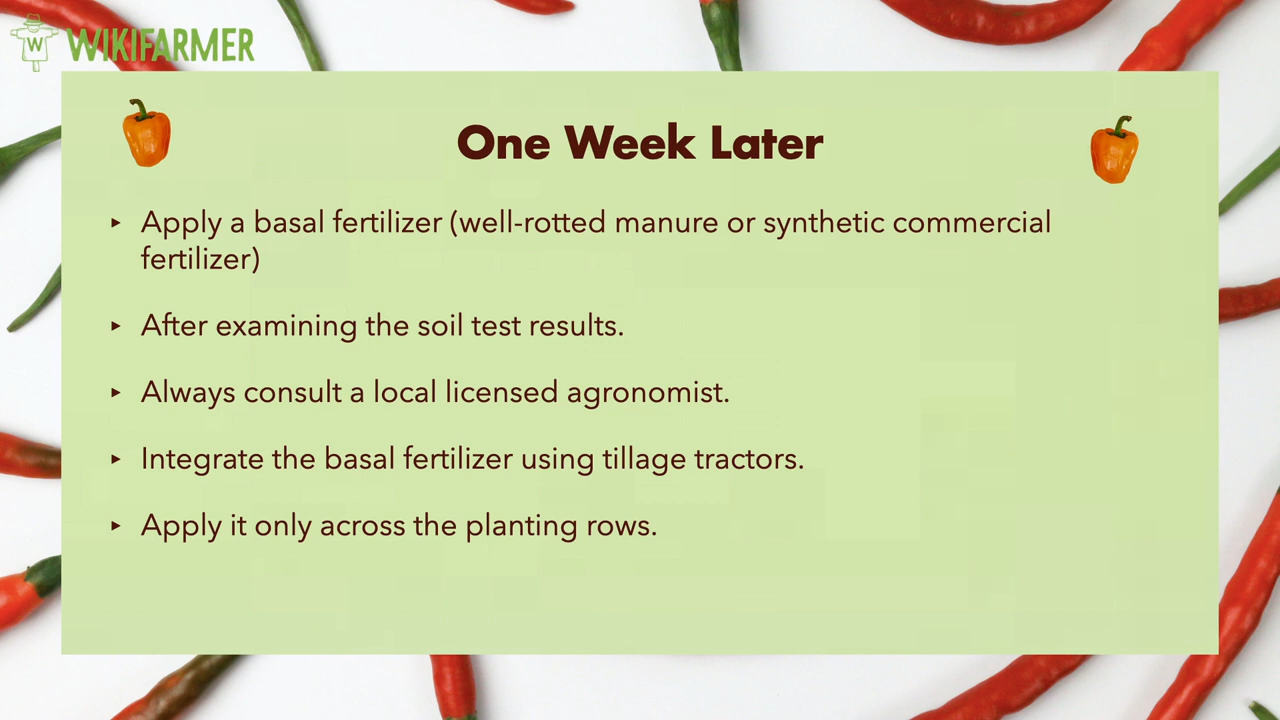 WIKIFARMER
One Week Later
‣ Apply a basal fertilizer (well-rotted manure or synthetic commercial
fertilizer)
‣ After examining the soil test results.
‣ Always consult a local licensed agronomist.
‣ Integrate the basal fertilizer using tillage tractors.
‣ Apply it only across the planting rows.